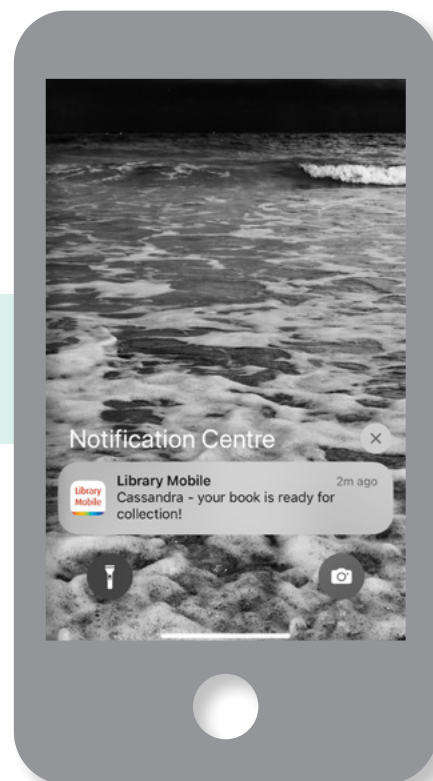 Notification Centre
Library Mobile
2m ago
Cassandra - your book is ready for
collection!
Library
Mobile